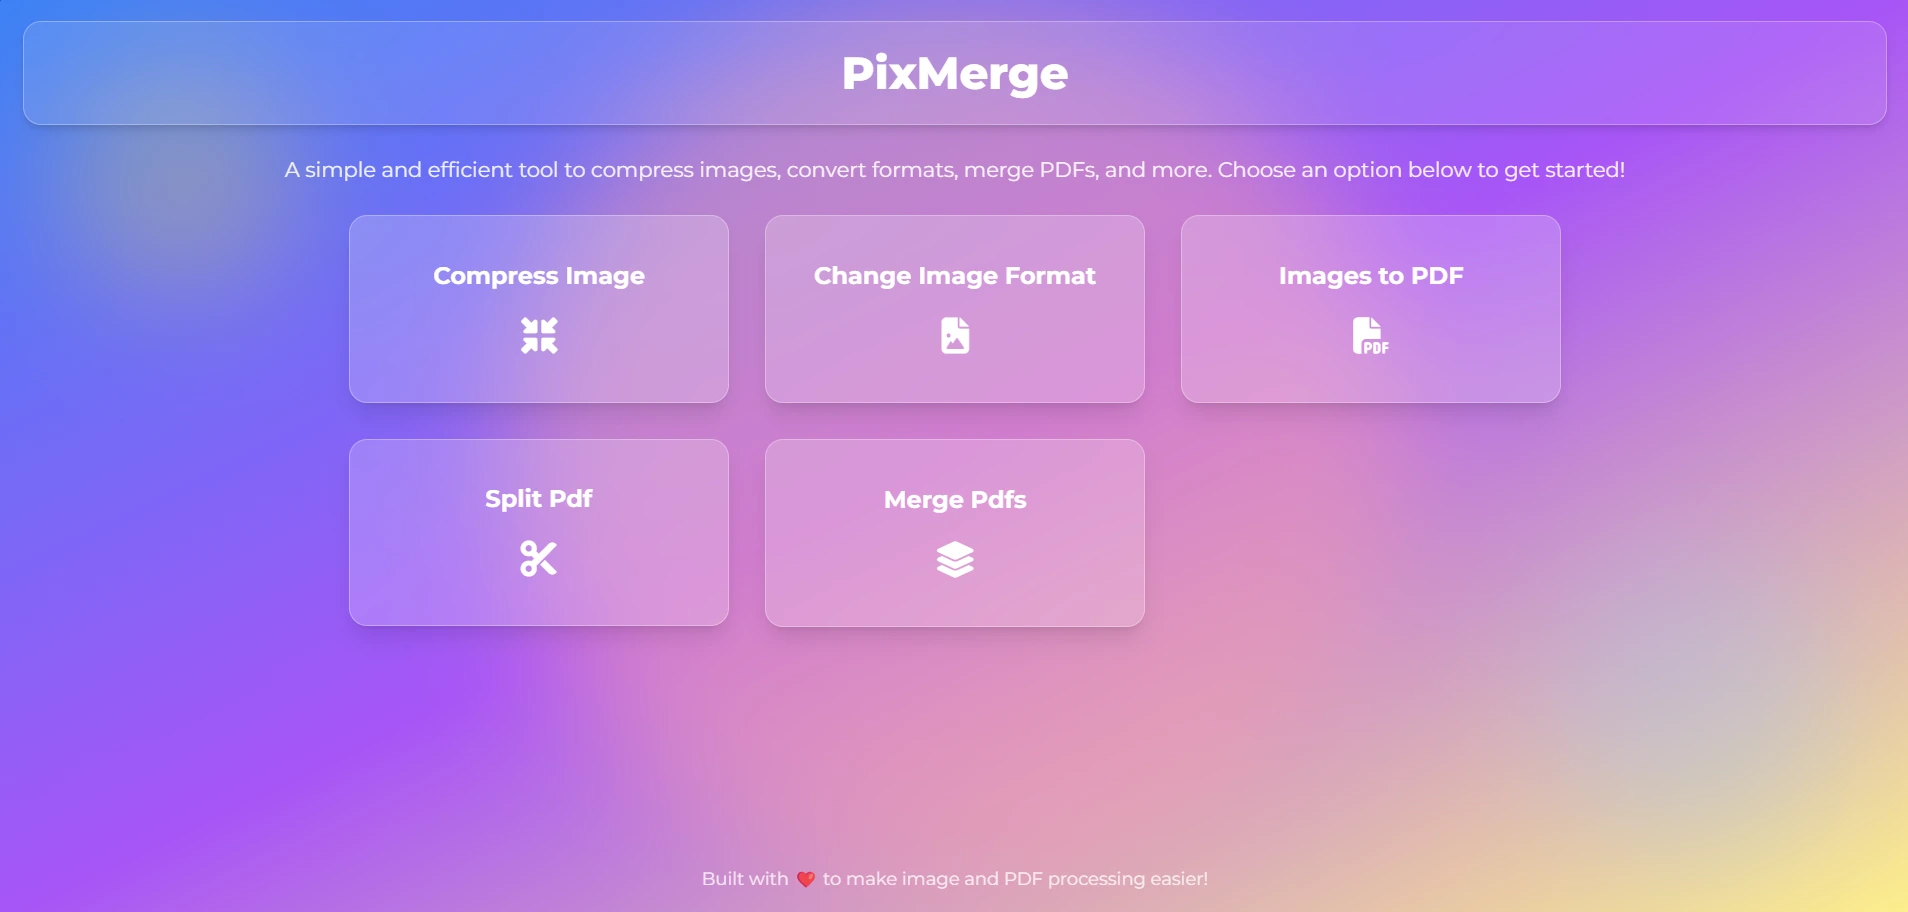 PixMerge
A simple and efficient tool to compress images, convert formats, merge PDFs, and more. Choose an option below to get started!
Compress Image
Change Image Format
Images to PDF
PDF
Split Pdf
Merge Pdfs
Built with ❤️ to make image and PDF processing easier!